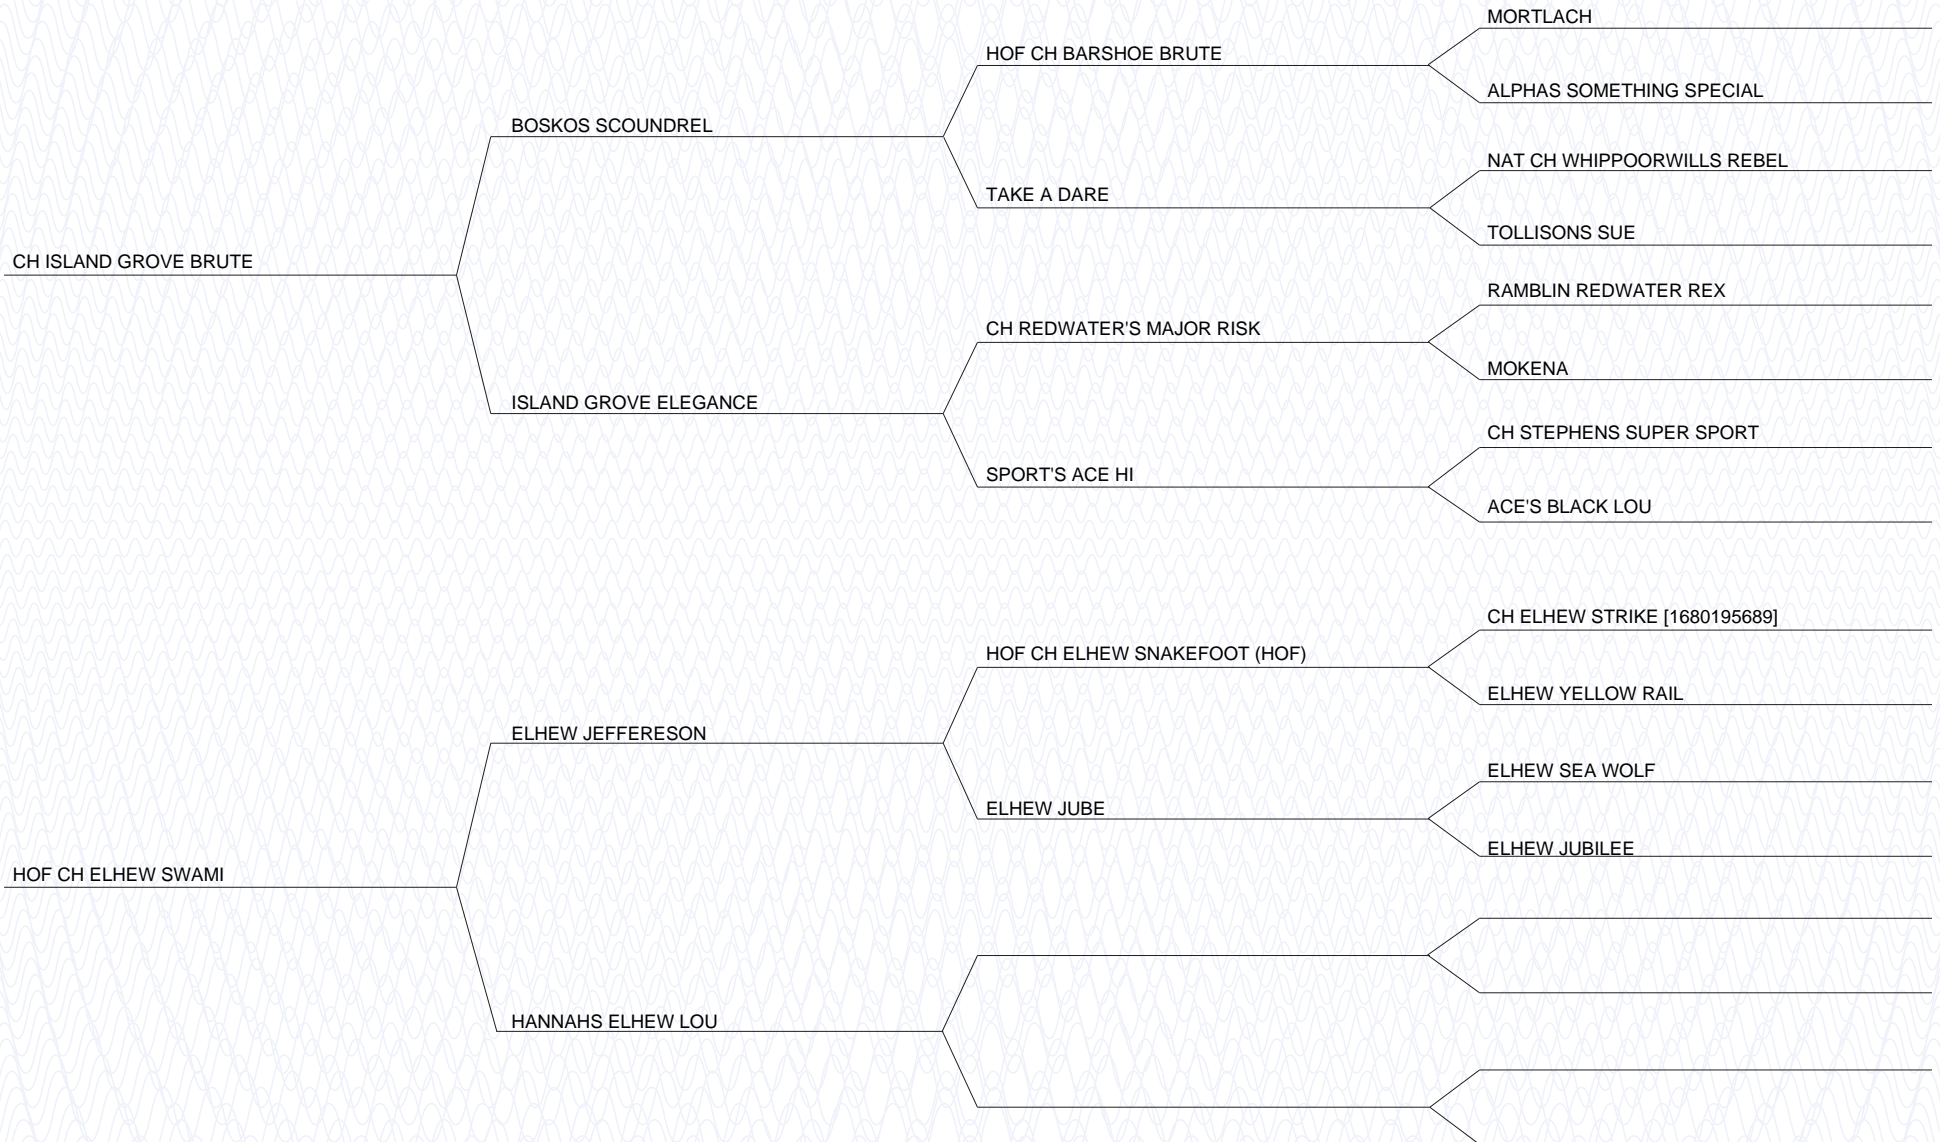 MORTLACH
HOF CH BARSHOE BRUTE
ALPHAS SOMETHING SPECIAL
BOSKOS SCOUNDREL
NAT CH WHIPPOORWILLS REBEL
TAKE A DARE
TOLLISONS SUE
CH ISLAND GROVE BRUTE
RAMBLIN REDWATER REX
CH REDWATER'S MAJOR RISK
MOKENA
ISLAND GROVE ELEGANCE
CH STEPHENS SUPER SPORT
SPORT'S ACE HI
ACE'S BLACK LOU
CH ELHEW STRIKE [1680195689]
HOF CH ELHEW SNAKEFOOT (HOF)
ELHEW YELLOW RAIL
ELHEW JEFFERESON
ELHEW SEA WOLF
ELHEW JUBE
ELHEW JUBILEE
HOF CH ELHEW SWAMI
HANNAHS ELHEW LOU